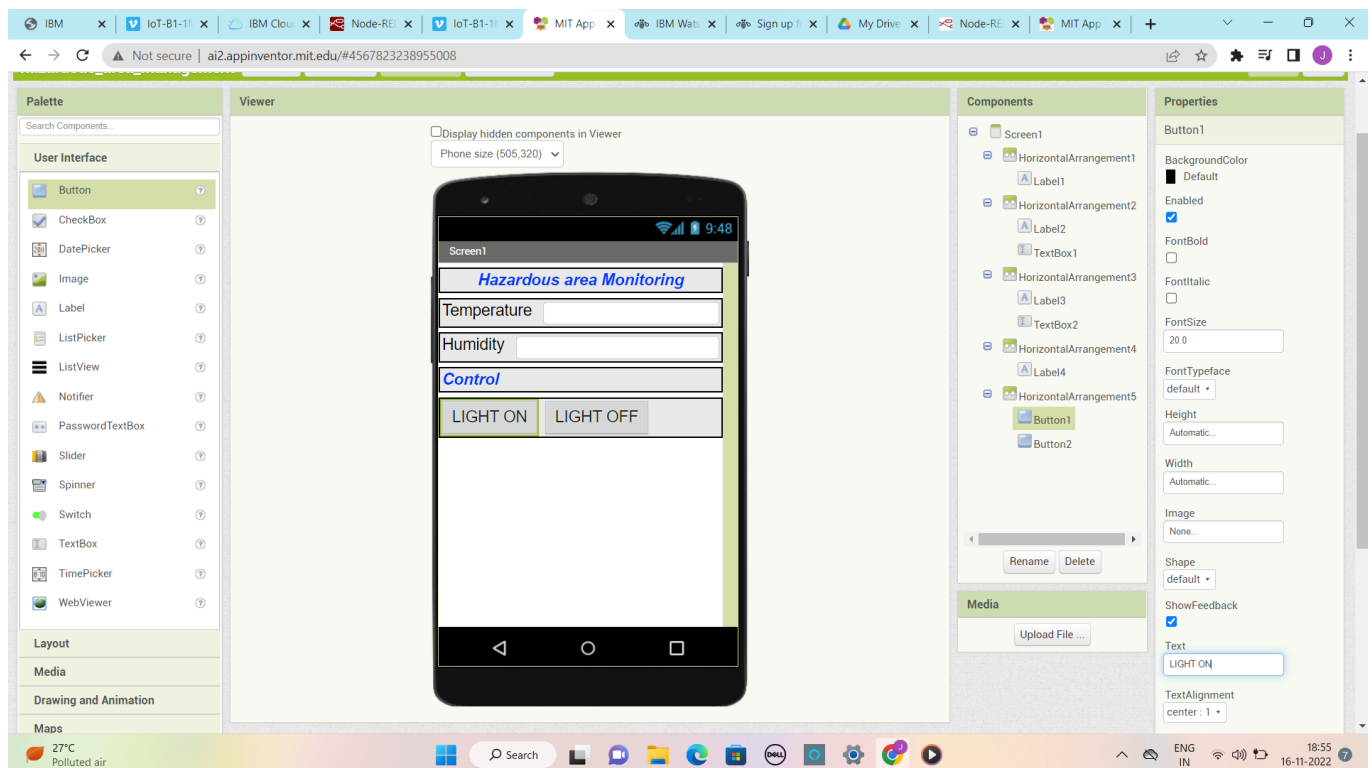 IBM
IoT-B1-1
IBM Clou
Node-RE
IoT-B1-1
MIT App
IBM Wats
Sign up f
My Drive
Node-RE
MIT App
Not secure | ai2.appinventor.mit.edu/#4567823238955008
Palette
Search Components...
User Interface
Button
CheckBox
DatePicker
Image
Label
ListPicker
ListView
Notifier
PasswordTextBox
Slider
Spinner
Switch
TextBox
TimePicker
WebViewer
Layout
Media
Drawing and Animation
Maps
Viewer
Display hidden components in Viewer
Phone size (505,320)
9:48
Screen1
Hazardous area Monitoring
Temperature
Humidity
Control
LIGHT ON LIGHT OFF
Components
Screen1
HorizontalArrangement1
Label1
HorizontalArrangement2
Label2
TextBox1
HorizontalArrangement3
Label3
TextBox2
HorizontalArrangement4
Label4
HorizontalArrangement5
Button1
Button2
Rename Delete
Media
Upload File ...
Properties
Button1
BackgroundColor
Default
Enabled
FontBold
FontItalic
FontSize
20.0
FontTypeface
default
Height
Automatic...
Width
Automatic...
Image
None...
Shape
default
ShowFeedback
Text
LIGHT ON
TextAlignment
center : 1
27°C
Polluted air
Search
DELL
ENG
IN
18:55
16-11-2022
7